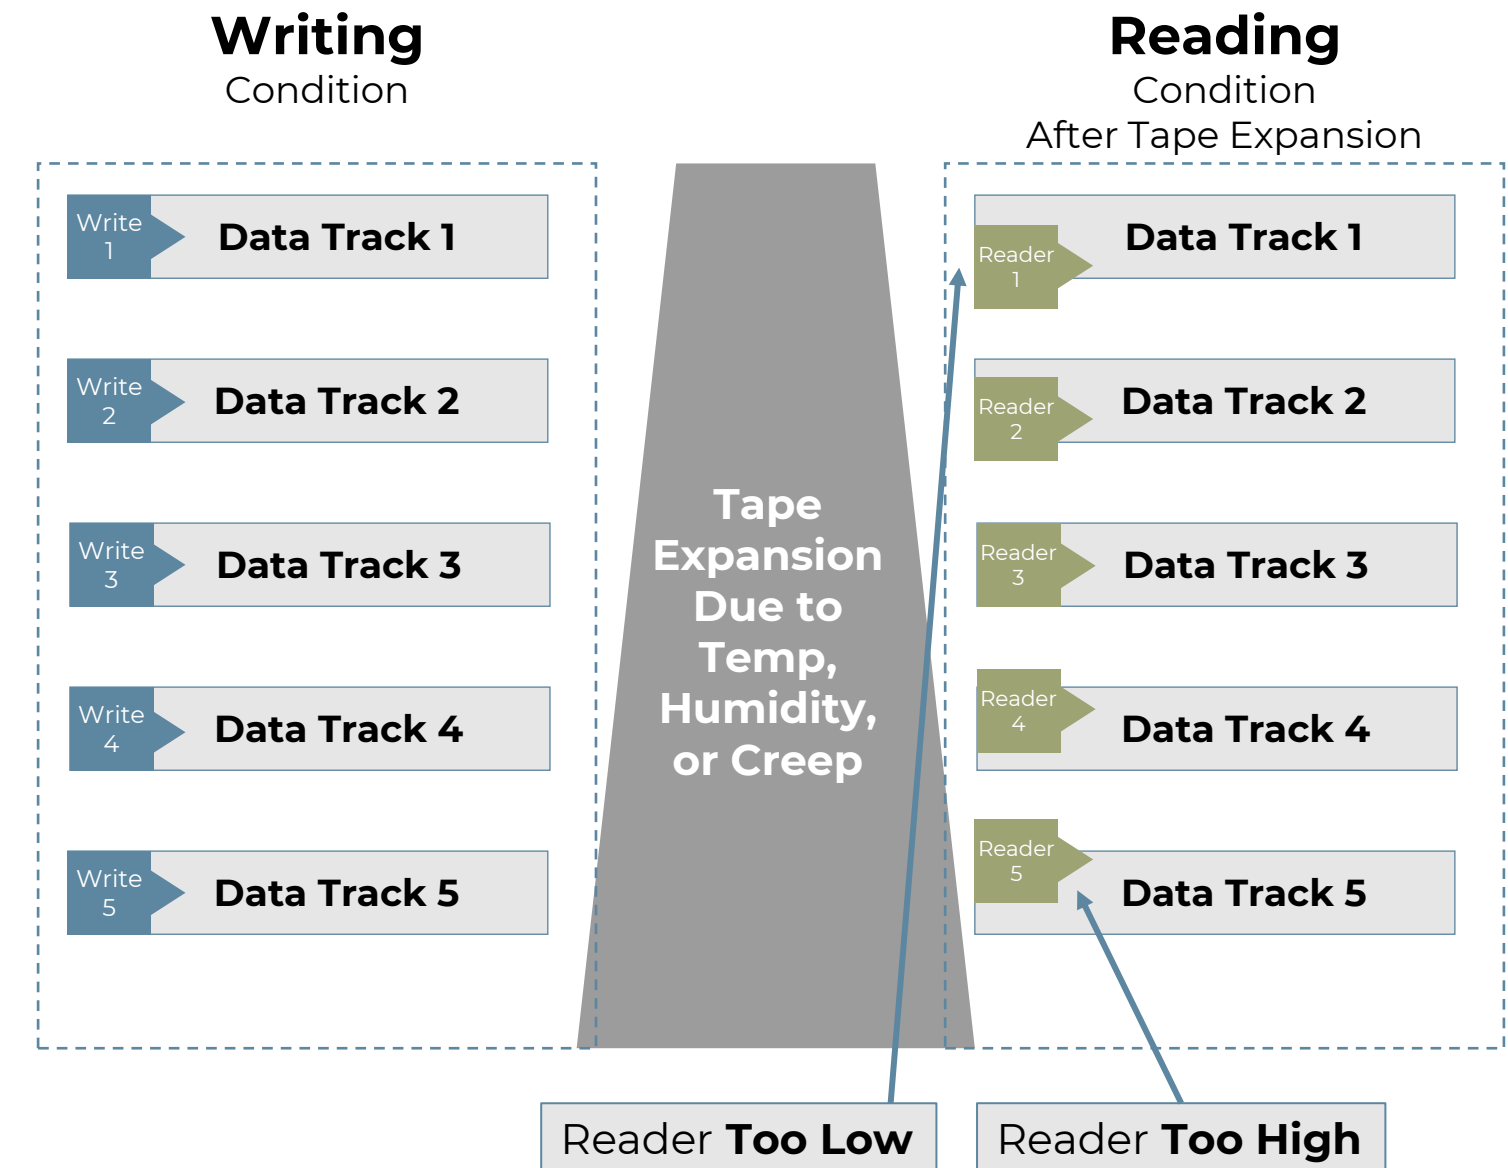 Writing
Condition
Write
1
Data Track 1
Write
2
Data Track 2
Write
3
Data Track 3
Write
4
Data Track 4
Write
5
Data Track 5
Tape
Expansion
Due to
Temp,
Humidity,
or Creep
Reading
Condition
After Tape Expansion
Reader
1
Data Track 1
Reader
2
Data Track 2
Reader
3
Data Track 3
Reader
4
Data Track 4
Reader
5
Data Track 5
Reader Too Low
Reader Too High